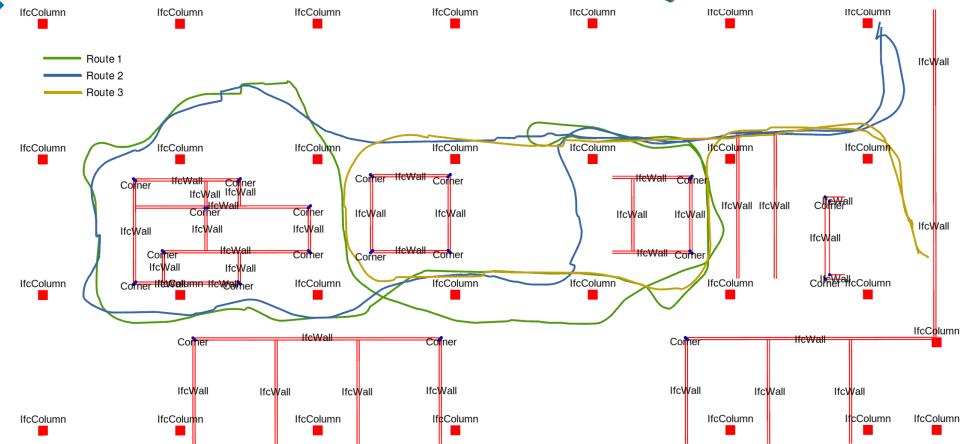 IfcColumn IfcColumn IfcColumn IfcColumn IfcColumn IfcColumn IfcColumn
Route 1
IfcWall
Route 2
Route 3
IfcColumn IfcColumn IfcColumn IfcColumn IfcColumn IfcColumn IfcColumn
Corner IfcWall Corner Corner IfcWall Corner IfcWall Corner
IfcWall IfcWall
IfcWall
Corner Corner IfcWall IfcWall IfcWall IfcWall IfcWall IfcWall Corner IfcWall
IfcWall IfcWall IfcWall IfcWall IfcWall
Corner IfcWall Corner Corner IfcWall Corner IfcWall Corner
IfcWall IfcWall
Corner IfcWall IfcColumn Corner IfcColumn IfcColumn IfcColumn IfcColumn Corner IfcWall IfcColumn
IfcColumn
Corner IfcWall Corner Corner IfcWall
IfcWall IfcWall IfcWall IfcWall IfcWall IfcWall IfcWall
IfcColumn IfcColumn IfcColumn IfcColumn IfcColumn IfcColumn IfcColumn